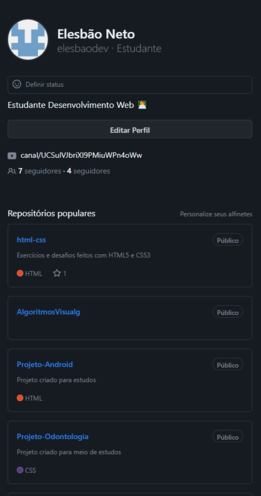 Elesbão Neto
elesbaodev · Estudante
Definir status
Estudante Desenvolvimento Web
Editar Perfil
canal/UCSulVJbriXl9PMiuWPn4oWw
7 seguidores · 4 seguidores
Repositórios populares
Personalize seus alfinetes
html-css
Público
Exercícios e desafios feitos com HTML5 e CSS3
HTML
1
AlgoritmosVisualg
Público
Projeto-Android
Público
Projeto criado para estudos
HTML
Projeto-Odontologia
Público
Projeto criado para meio de estudos
CSS